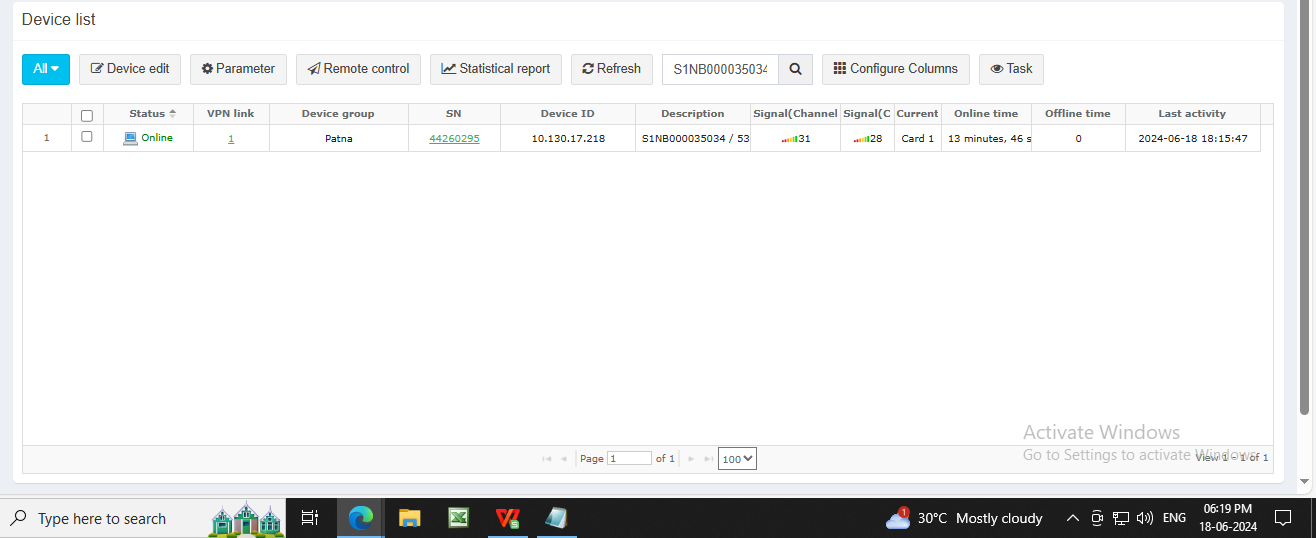 Device list
All Device edit Parameter Remote control Statistical report Refresh S1NB000035034 Configure Columns Task
Status VPN link Device group SN Device ID Description Signal(Channel Signal(C Current Online time Offline time Last activity
1 Online 1 Patna 44260295 10.130.17.218 S1NB000035034 / 53 31 28 Card 1 13 minutes, 46 s 0 2024-06-18 18:15:47
Activate Windows
Go to Settings to activate Windows.
Page 1 of 1 100 View 1 - 1 of 1
Type here to search 1 30°C Mostly cloudy ENG 06:19 PM
18-06-2024